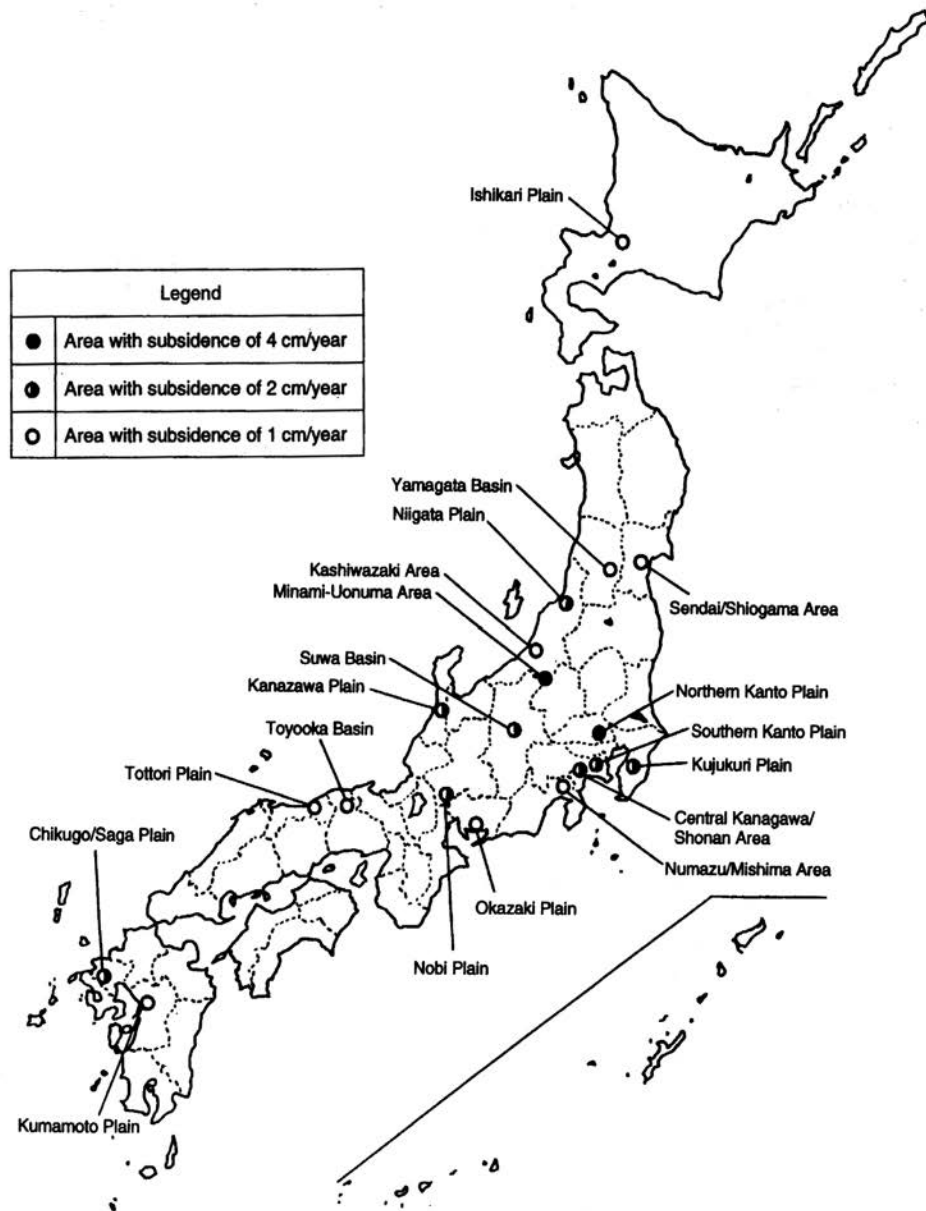 Ishikari Plain
Legend
Area with subsidence of 4 cm/year
Area with subsidence of 2 cm/year
Area with subsidence of 1 cm/year
Yamagata Basin
Niigata Plain
Kashiwazaki Area
Minami-Uonuma Area
Sendai/Shiogama Area
Suwa Basin
Kanazawa Plain
Northern Kanto Plain
Toyooka Basin
Southern Kanto Plain
Tottori Plain
Kujukuri Plain
Chikugo/Saga Plain
Central Kanagawa/
Shonan Area
Numazu/Mishima Area
Okazaki Plain
Nobi Plain
Kumamoto Plain